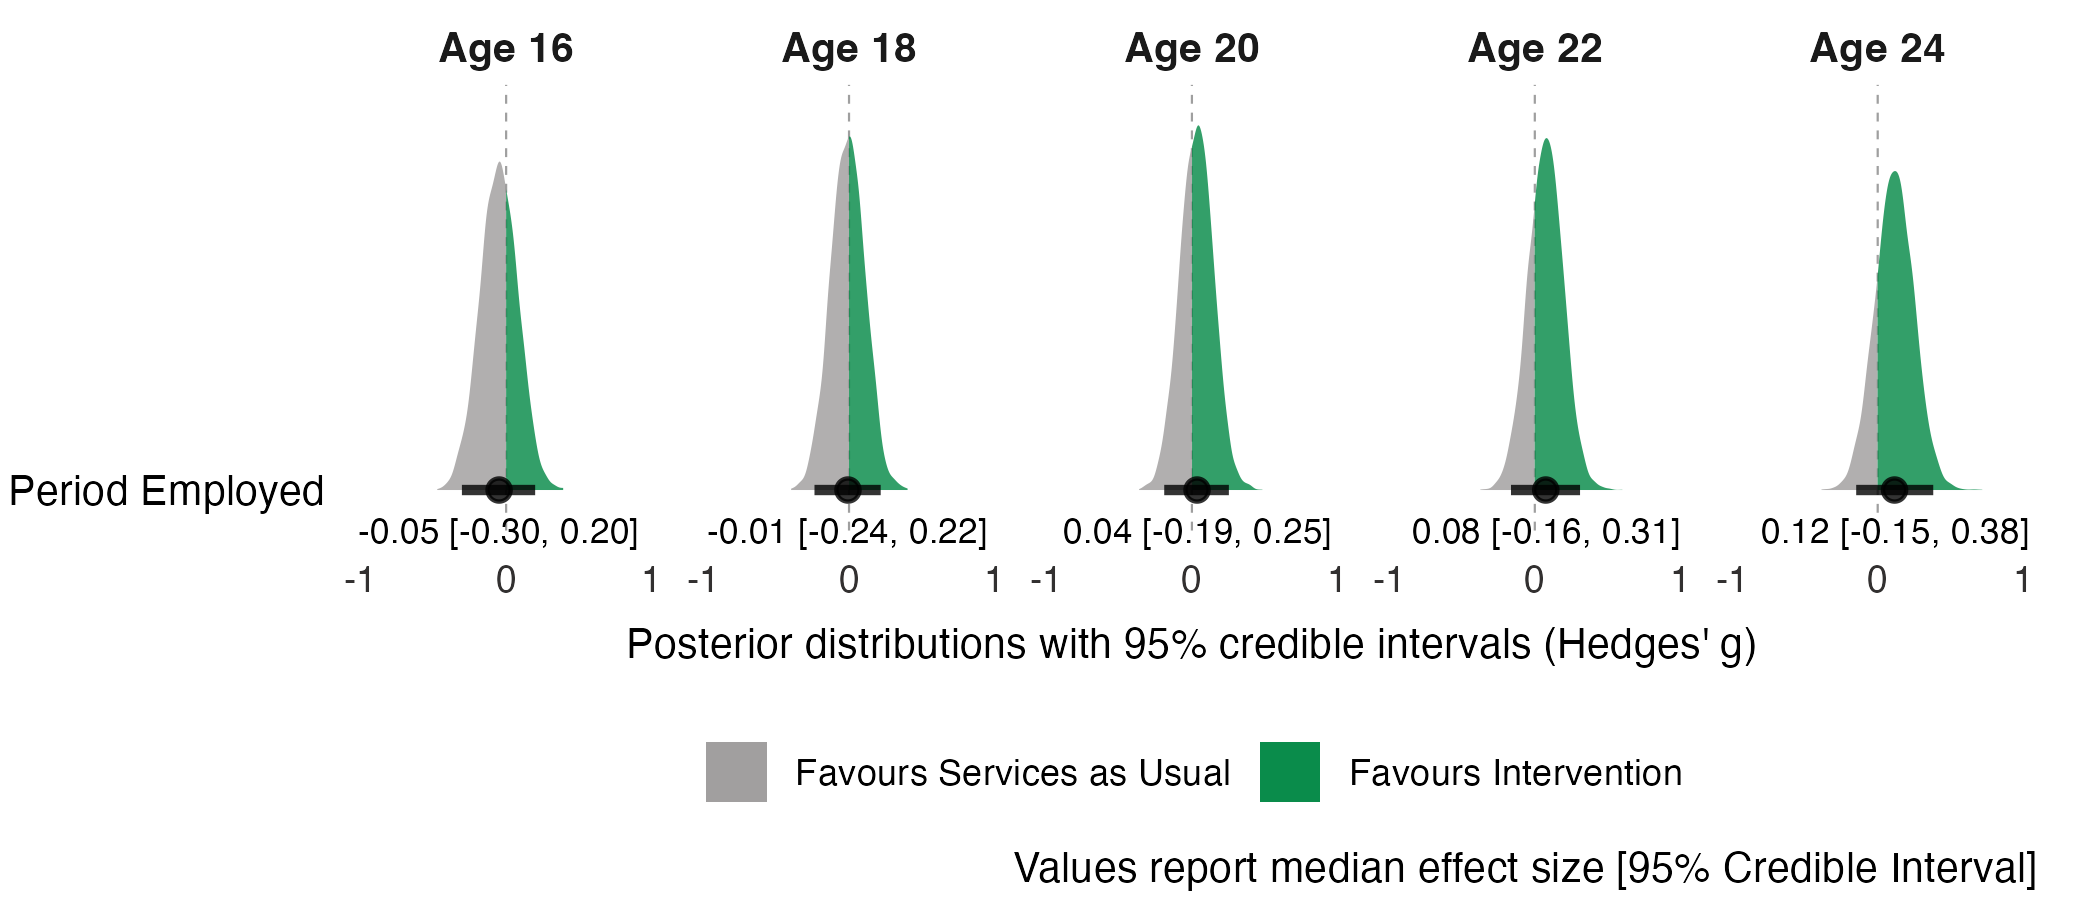 Age 16 Age 18 Age 20 Age 22 Age 24
Period Employed
-0.05 [-0.30, 0.20] -0.01 [-0.24, 0.22] 0.04 [-0.19, 0.25] 0.08 [-0.16, 0.31] 0.12 [-0.15, 0.38]
-1 0 1 -1 0 1 -1 0 1 -1 0 1 -1 0 1
Posterior distributions with 95% credible intervals (Hedges' g)
Favours Services as Usual Favours Intervention
Values report median effect size [95% Credible Interval]